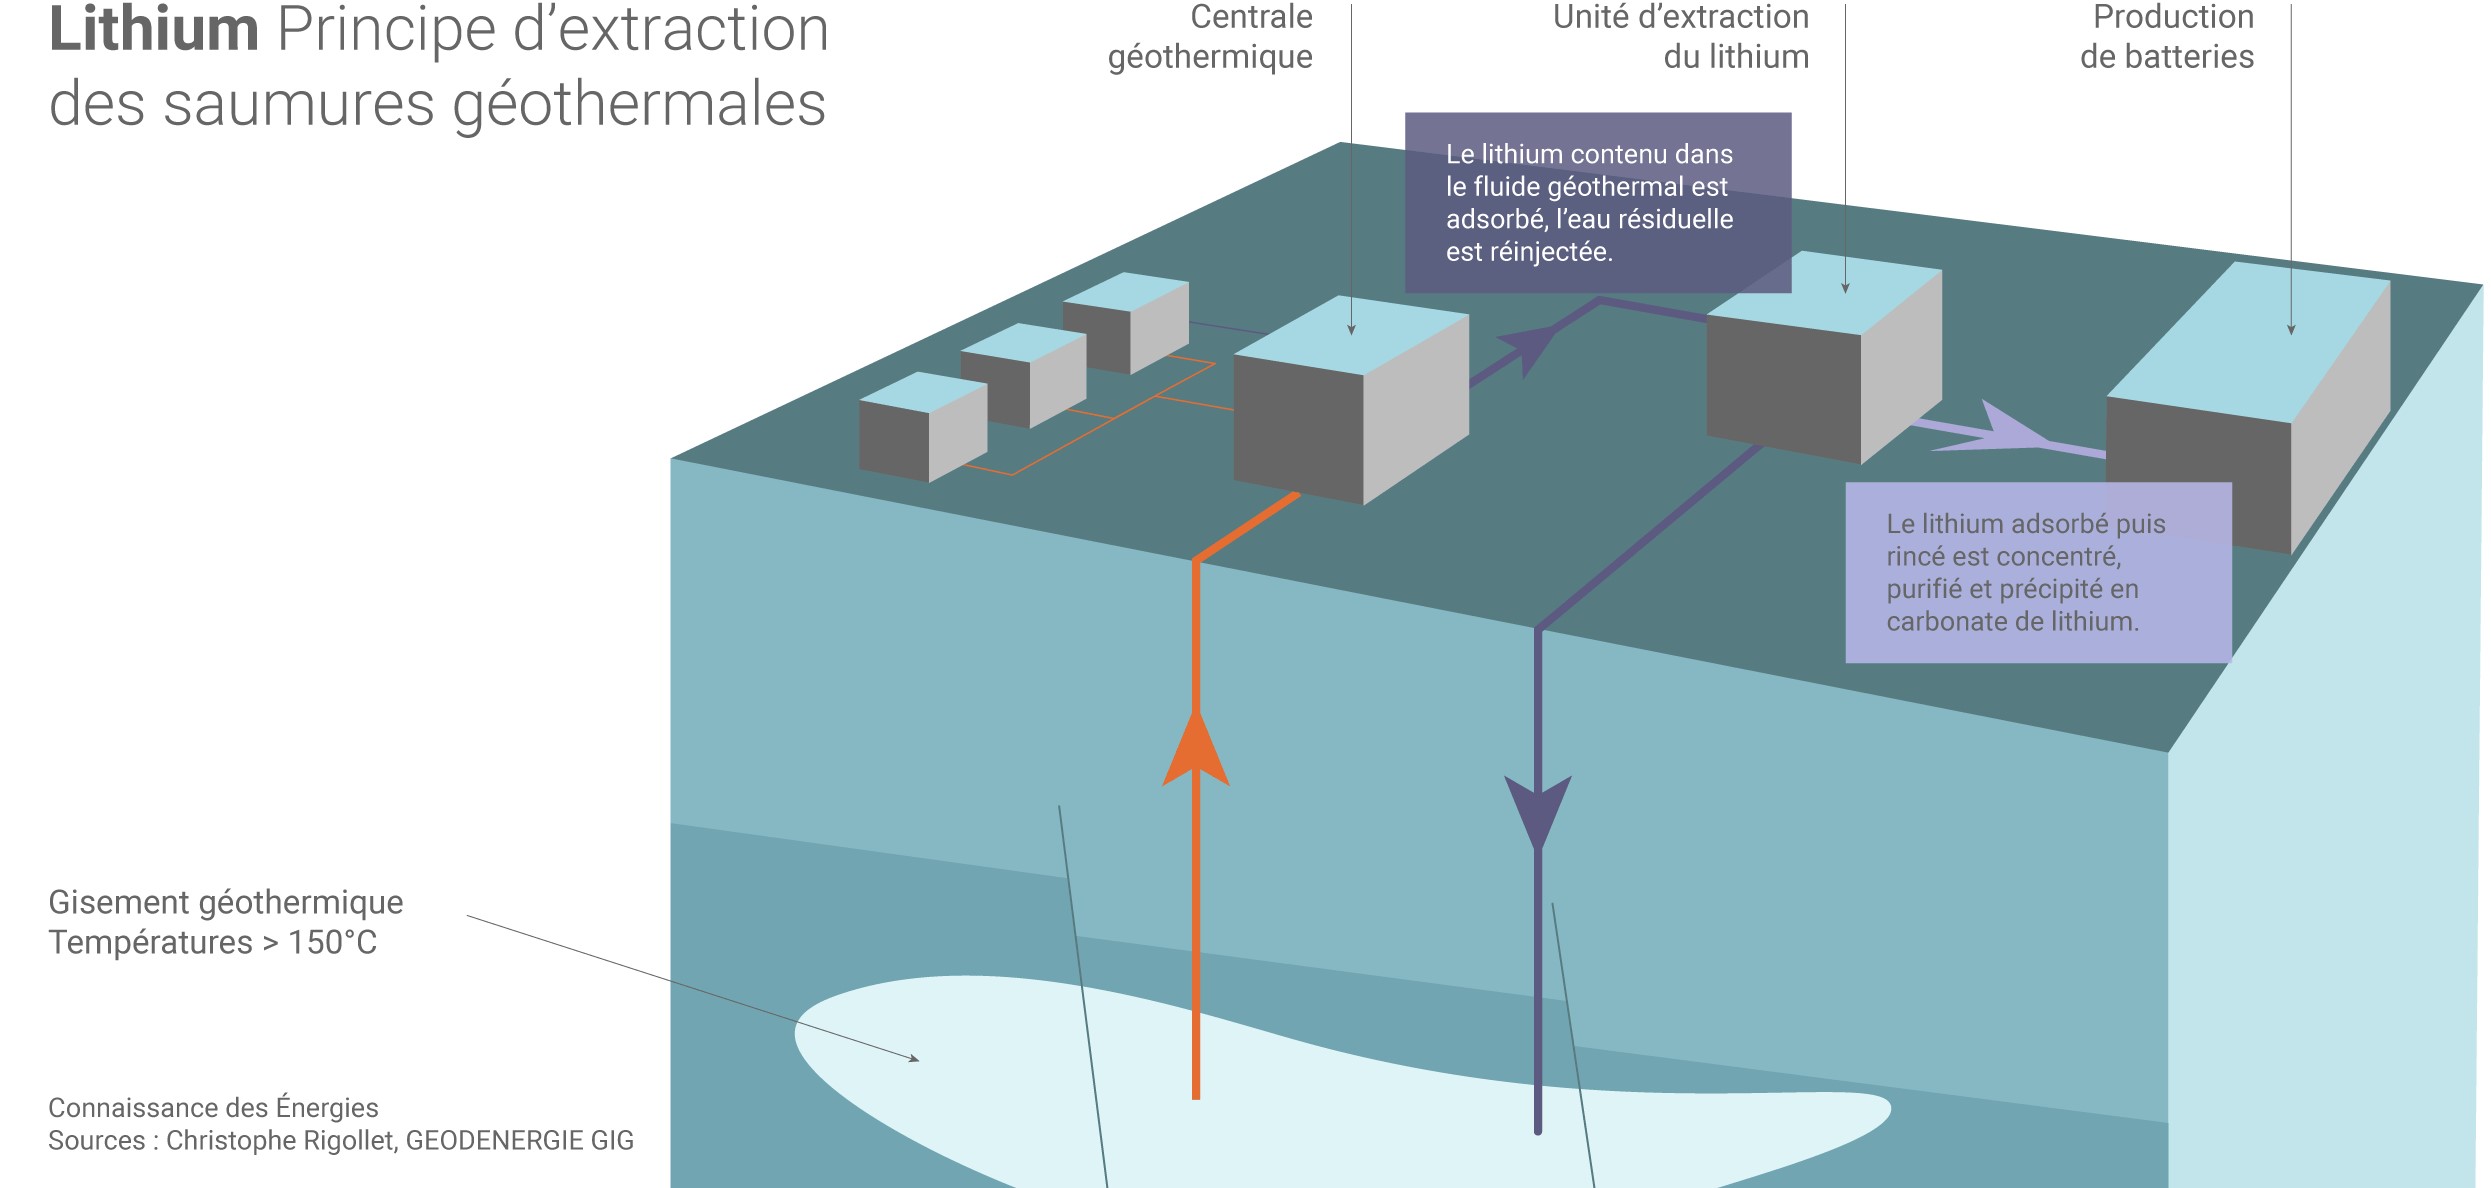 Lithium Principe d’extraction
des saumures géothermales
Centrale
géothermique
Unité d’extraction
du lithium
Production
de batteries
Le lithium contenu dans
le fluide géothermal est
adsorbé, l’eau résiduelle
est réinjectée.
Le lithium adsorbé puis
rincé est concentré,
purifié et précipité en
carbonate de lithium.
Gisement géothermique
Températures > 150°C
Connaissance des Énergies
Sources : Christophe Rigollet, GEODENERGIE GIG